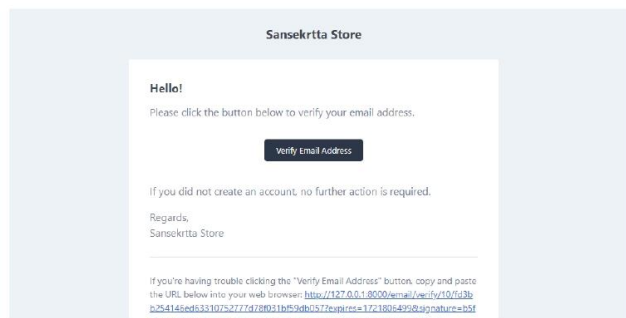 Sansekrtta Store
Hello!
Please click the button below to verify your email address.
Verify Email Address
If you did not create an account, no further action is required.
Regards,
Sansekrtta Store
If you're having trouble clicking the "Verify Email Address" button, copy and paste
the URL below into your web browser: http://127.0.0.1:8000/email/verify/10/fd3b
b254146ed63310752777d78f031bf59db057?expires=1721806499&signature=b5f